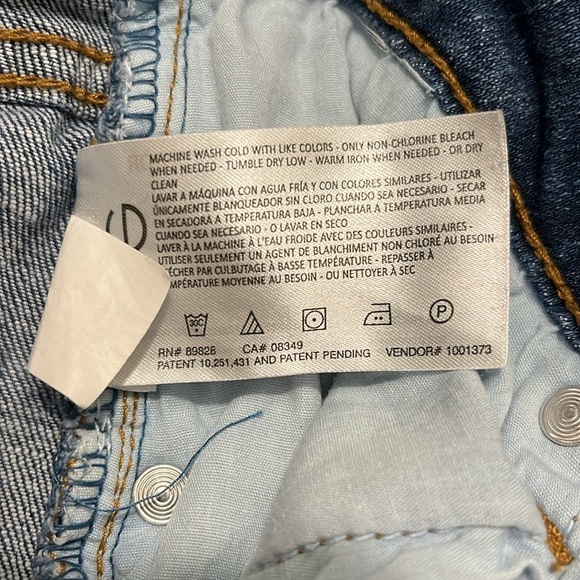 MACHINE WASH COLD WITH LIKE COLORS - ONLY NON-CHLORINE BLEACH
WHEN NEEDED - TUMBLE DRY LOW - WARM IRON WHEN NEEDED - OR DRY
CLEAN
LAVAR A MÁQUINA CON AGUA FRÍA Y CON COLORES SIMILARES - UTILIZAR
ÚNICAMENTE BLANQUEADOR SIN CLORO CUANDO SEA NECESARIO - SECAR
EN SECADORA A TEMPERATURA BAJA - PLANCHAR A TEMPERATURA MEDIA
CUANDO SEA NECESARIO - O LAVAR EN SECO
LAVER À LA MACHINE À L'EAU FROIDE AVEC DES COULEURS SIMILAIRES -
UTILISER SEULEMENT UN AGENT DE BLANCHIMENT NON CHLORÉ AU BESOIN
ÉCHER PAR CULBUTAGE À BASSE TEMPÉRATURE - REPASSER À
MPÉRATURE MOYENNE AU BESOIN - OU NETTOYER À SEC
30C P
RN# 89828 CA# 08349
PATENT 10,251,431 AND PATENT PENDING VENDOR# 1001373